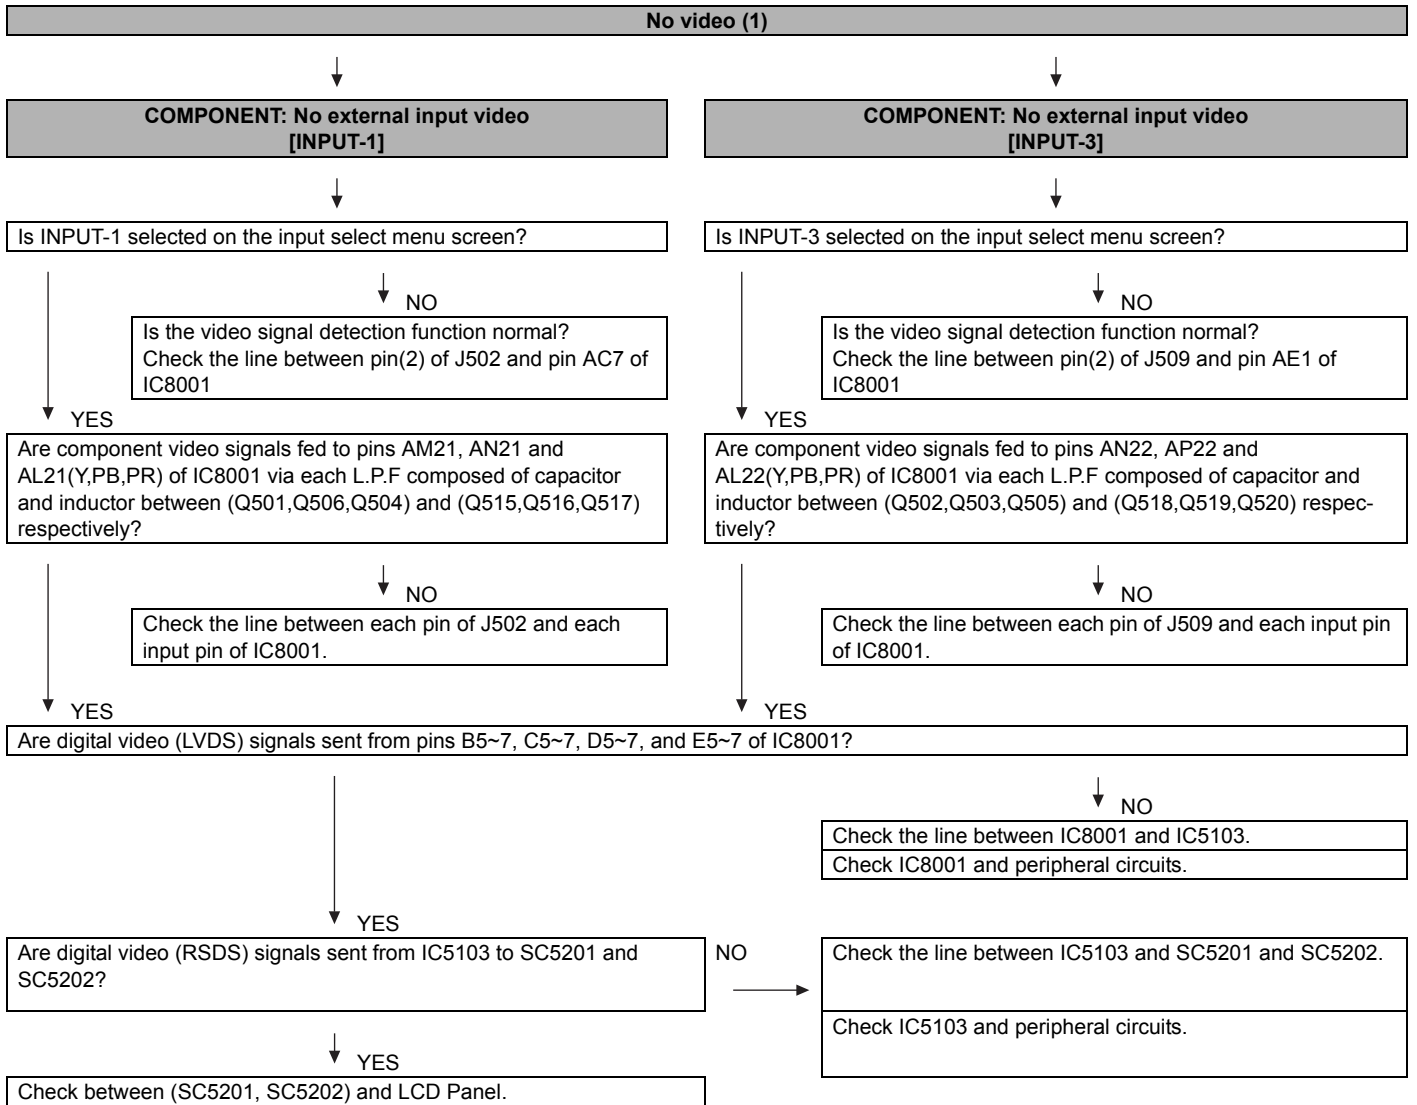 No video (1)
COMPONENT: No external input video
[INPUT-1]
COMPONENT: No external input video
[INPUT-3]
Is INPUT-1 selected on the input select menu screen?
Is INPUT-3 selected on the input select menu screen?
NO
NO
Is the video signal detection function normal?
Check the line between pin(2) of J502 and pin AC7 of
IC8001
Is the video signal detection function normal?
Check the line between pin(2) of J509 and pin AE1 of
IC8001
YES
YES
Are component video signals fed to pins AM21, AN21 and
AL21(Y,PB,PR) of IC8001 via each L.P.F composed of capacitor
and inductor between (Q501,Q506,Q504) and (Q515,Q516,Q517)
respectively?
Are component video signals fed to pins AN22, AP22 and
AL22(Y,PB,PR) of IC8001 via each L.P.F composed of capacitor and
inductor between (Q502,Q503,Q505) and (Q518,Q519,Q520) respec-
tively?
NO
NO
Check the line between each pin of J502 and each
input pin of IC8001.
Check the line between each pin of J509 and each input pin
of IC8001.
YES
YES
Are digital video (LVDS) signals sent from pins B5~7, C5~7, D5~7, and E5~7 of IC8001?
NO
Check the line between IC8001 and IC5103.
Check IC8001 and peripheral circuits.
YES
Are digital video (RSDS) signals sent from IC5103 to SC5201 and
SC5202?
NO
Check the line between IC5103 and SC5201 and SC5202.
Check IC5103 and peripheral circuits.
YES
Check between (SC5201, SC5202) and LCD Panel.